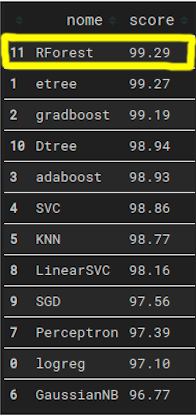 nome score
11 RForest 99.29
1 etree 99.27
2 gradboost 99.19
10 Dtree 98.94
3 adaboost 98.93
4 SVC 98.86
5 KNN 98.77
8 LinearSVC 98.16
9 SGD 97.56
7 Perceptron 97.39
0 logreg 97.10
6 GaussianNB 96.77